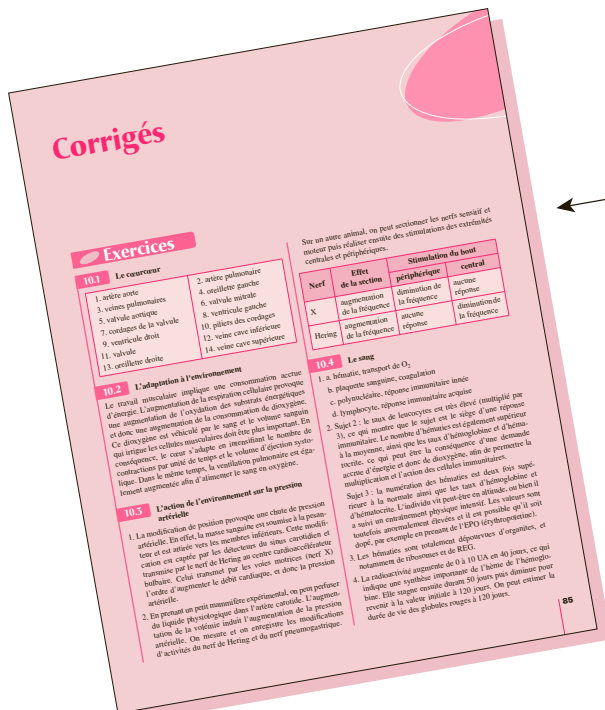 Corrigés
Exercices
10.1 Le cœurcœur
1. artère aorte
2. artère pulmonaire
3. veines pulmonaires
4. oreillette gauche
5. valvule aortique
6. valvule mitrale
7. cordages de la valvule
8. ventricule gauche
9. ventricule droit
10. piliers des cordages
11. valvule
12. veine cave inférieure
13. oreillette droite
14. veine cave supérieure
10.2 L'adaptation à l'environnement
Le travail musculaire implique une consommation accrue
d'énergie. L'augmentation de la respiration cellulaire provoque
une augmentation de l'oxydation des substrats énergétiques
et donc une augmentation de la consommation de dioxygène.
Ce dioxygène est véhiculé par le sang et le volume sanguin
qui irrigue les cellules musculaires doit être plus important. En
conséquence, le cœur s'adapte en intensifiant le nombre de
contractions par unité de temps et le volume d'éjection systo-
lique. Dans le même temps, la ventilation pulmonaire est éga-
lement augmentée afin d'alimenter le sang en oxygène.
10.3 L'action de l'environnement sur la pression
artérielle
1. La modification de position provoque une chute de pression
artérielle. En effet, la masse sanguine est soumise à la pesan-
teur et est attirée vers les membres inférieurs. Cette modifi-
cation est captée par les détecteurs du sinus carotidien et
transmise par le nerf de Hering au centre cardioaccélérateur
bulbaire. Celui transmet par les voies motrices (nerf X)
l'ordre d'augmenter le débit cardiaque, et donc la pression
artérielle.
2. En prenant un petit mammifère expérimental, on peut perfuser
du liquide physiologique dans l'artère carotide. L'augmen-
tation de la volémie induit l'augmentation de la pression
artérielle. On mesure et on enregistre les modifications
d'activités du nerf de Hering et du nerf pneumogastrique.
Sur un autre animal, on peut sectionner les nerfs sensitif et
moteur puis réaliser ensuite des stimulations des extrémités
centrales et périphériques.
Nerf
Effet
de la section
Stimulation du bout
périphérique
central
X
augmentation
de la fréquence
diminution de
la fréquence
aucune
réponse
Hering
augmentation
de la fréquence
aucune
réponse
diminution de
la fréquence
10.4 Le sang
1. a. hématie, transport de O2
b. plaquette sanguine, coagulation
c. polynucléaire, réponse immunitaire innée
d. lymphocyte, réponse immunitaire acquise
2. Sujet 2 : le taux de leucocytes est très élevé (multiplié par
3), ce qui montre que le sujet est le siège d'une réponse
immunitaire. Le nombre d'hématies est également supérieur
à la moyenne, ainsi que les taux d'hémoglobine et d'héma-
tocrite, ce qui peut être la conséquence d'une demande
accrue d'énergie et donc de dioxygène, afin de permettre la
multiplication et l'action des cellules immunitaires.
Sujet 3 : la numération des hématies est deux fois supé-
rieure à la normale ainsi que les taux d'hémoglobine et
d'hématocrite. L'individu vit peut-être en altitude, ou bien il
a suivi un entraînement physique intensif. Les valeurs sont
toutefois anormalement élevées et il est possible qu'il soit
dopé, par exemple en prenant de l'EPO (érythropoïétine).
3. Les hématies sont totalement dépourvues d'organites, et
notamment de ribosomes et de REG.
4. La radioactivité augmente de 0 à 10 UA en 40 jours, ce qui
indique une synthèse importante de l'hème de l'hémoglo-
bine. Elle stagne ensuite durant 50 jours puis diminue pour
revenir à la valeur initiale à 120 jours. On peut estimer la
durée de vie des globules rouges à 120 jours.
85